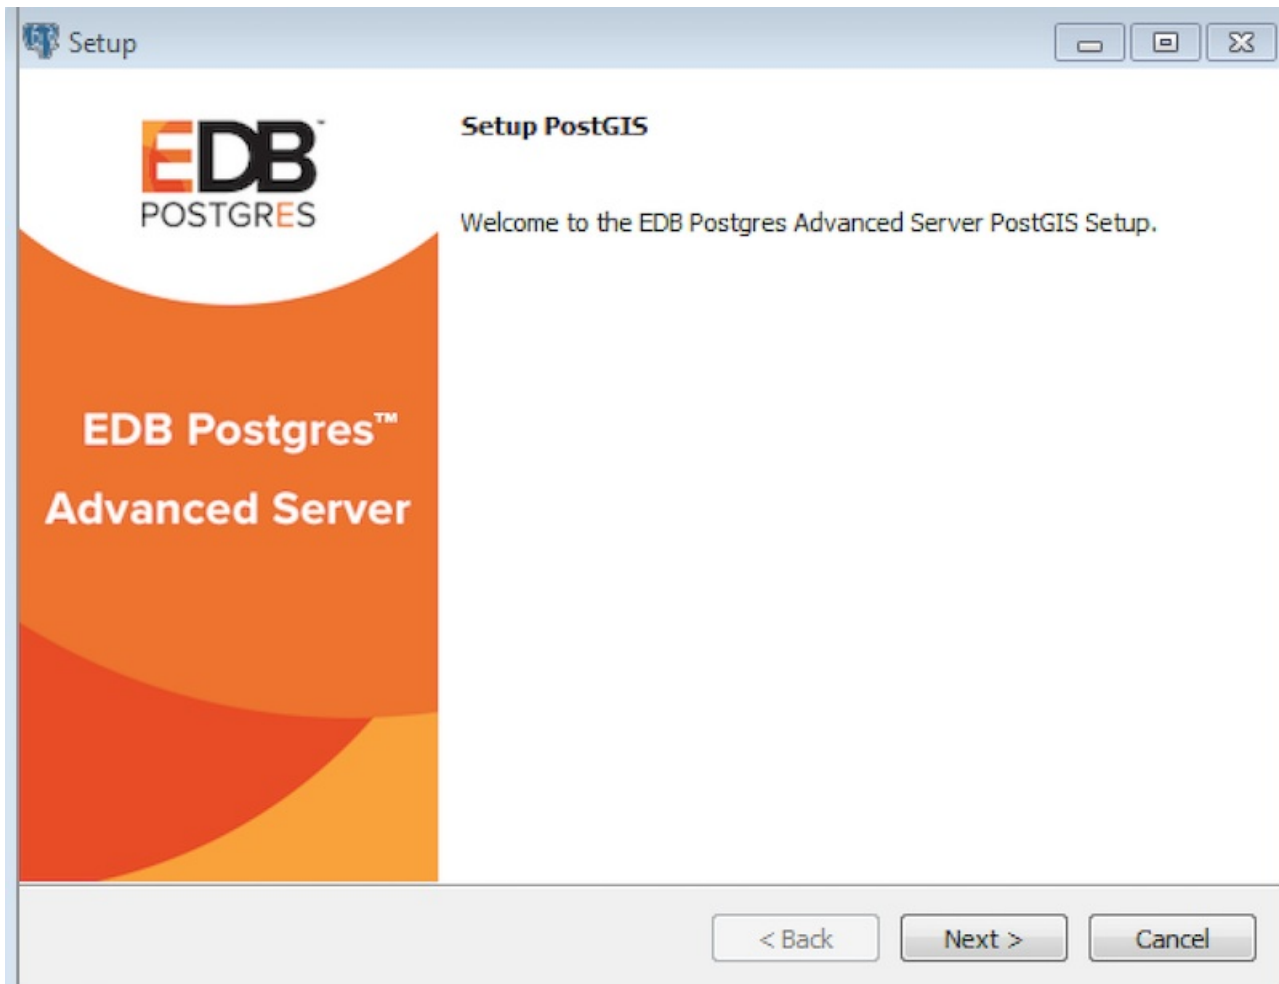 Setup
EDB™
POSTGRES
Setup PostGIS
Welcome to the EDB Postgres Advanced Server PostGIS Setup.
EDB Postgres™
Advanced Server
< Back
Next >
Cancel